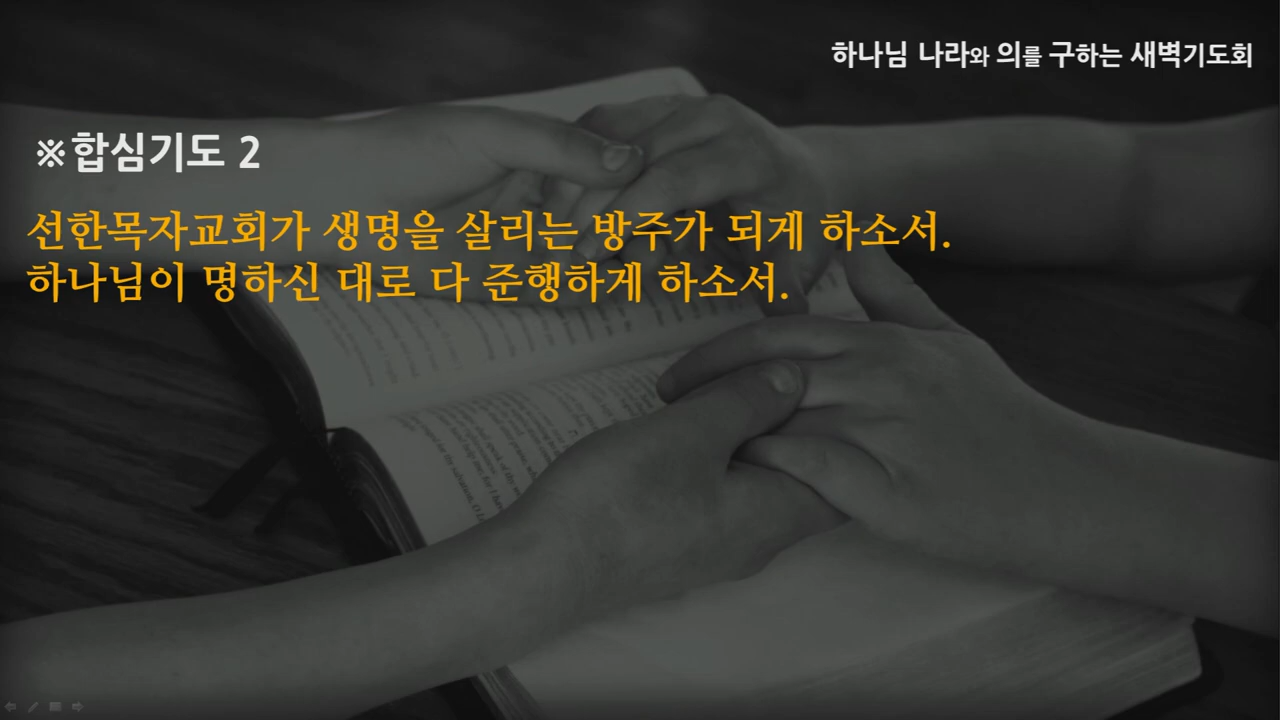 하나님 나라와 의를 구하는 새벽기도회
※합심기도 2
선한목자교회가 생명을 살리는 방주가 되게 하소서.
하나님이 명하신 대로 다 준행하게 하소서.